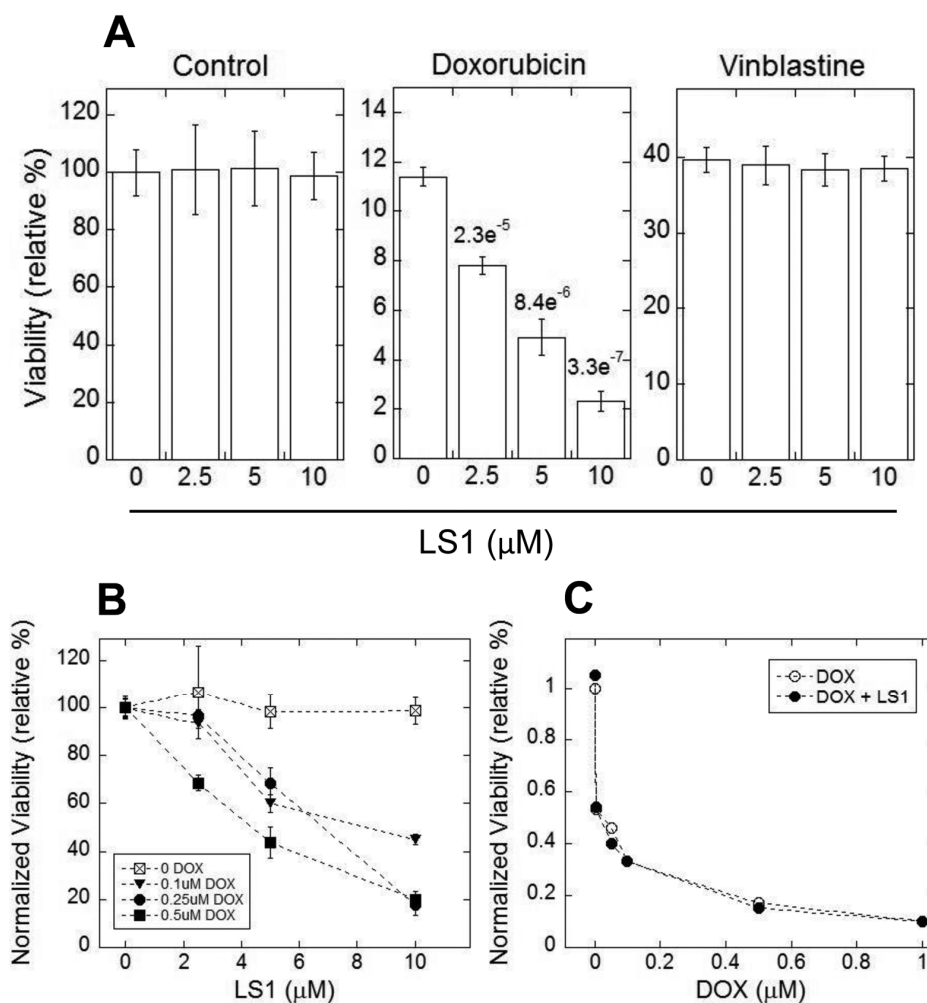 A
Control
Doxorubicin
Vinblastine
Viability (relative %)
120
100
80
60
40
20
0
14
12
10
8
6
4
2
0
40
30
20
10
0
2.3e-5
8.4e-6
3.3e-7
0 2.5 5 10
0 2.5 5 10
0 2.5 5 10
LS1 (μM)
B
Normalized Viability (relative %)
120
100
80
60
40
20
0
0 DOX
0.1uM DOX
0.25uM DOX
0.5uM DOX
0 2 4 6 8 10
LS1 (μM)
C
Normalized Viability (relative %)
1
0.8
0.6
0.4
0.2
0
DOX
DOX + LS1
0 0.2 0.4 0.6 0.8 1
DOX (μM)